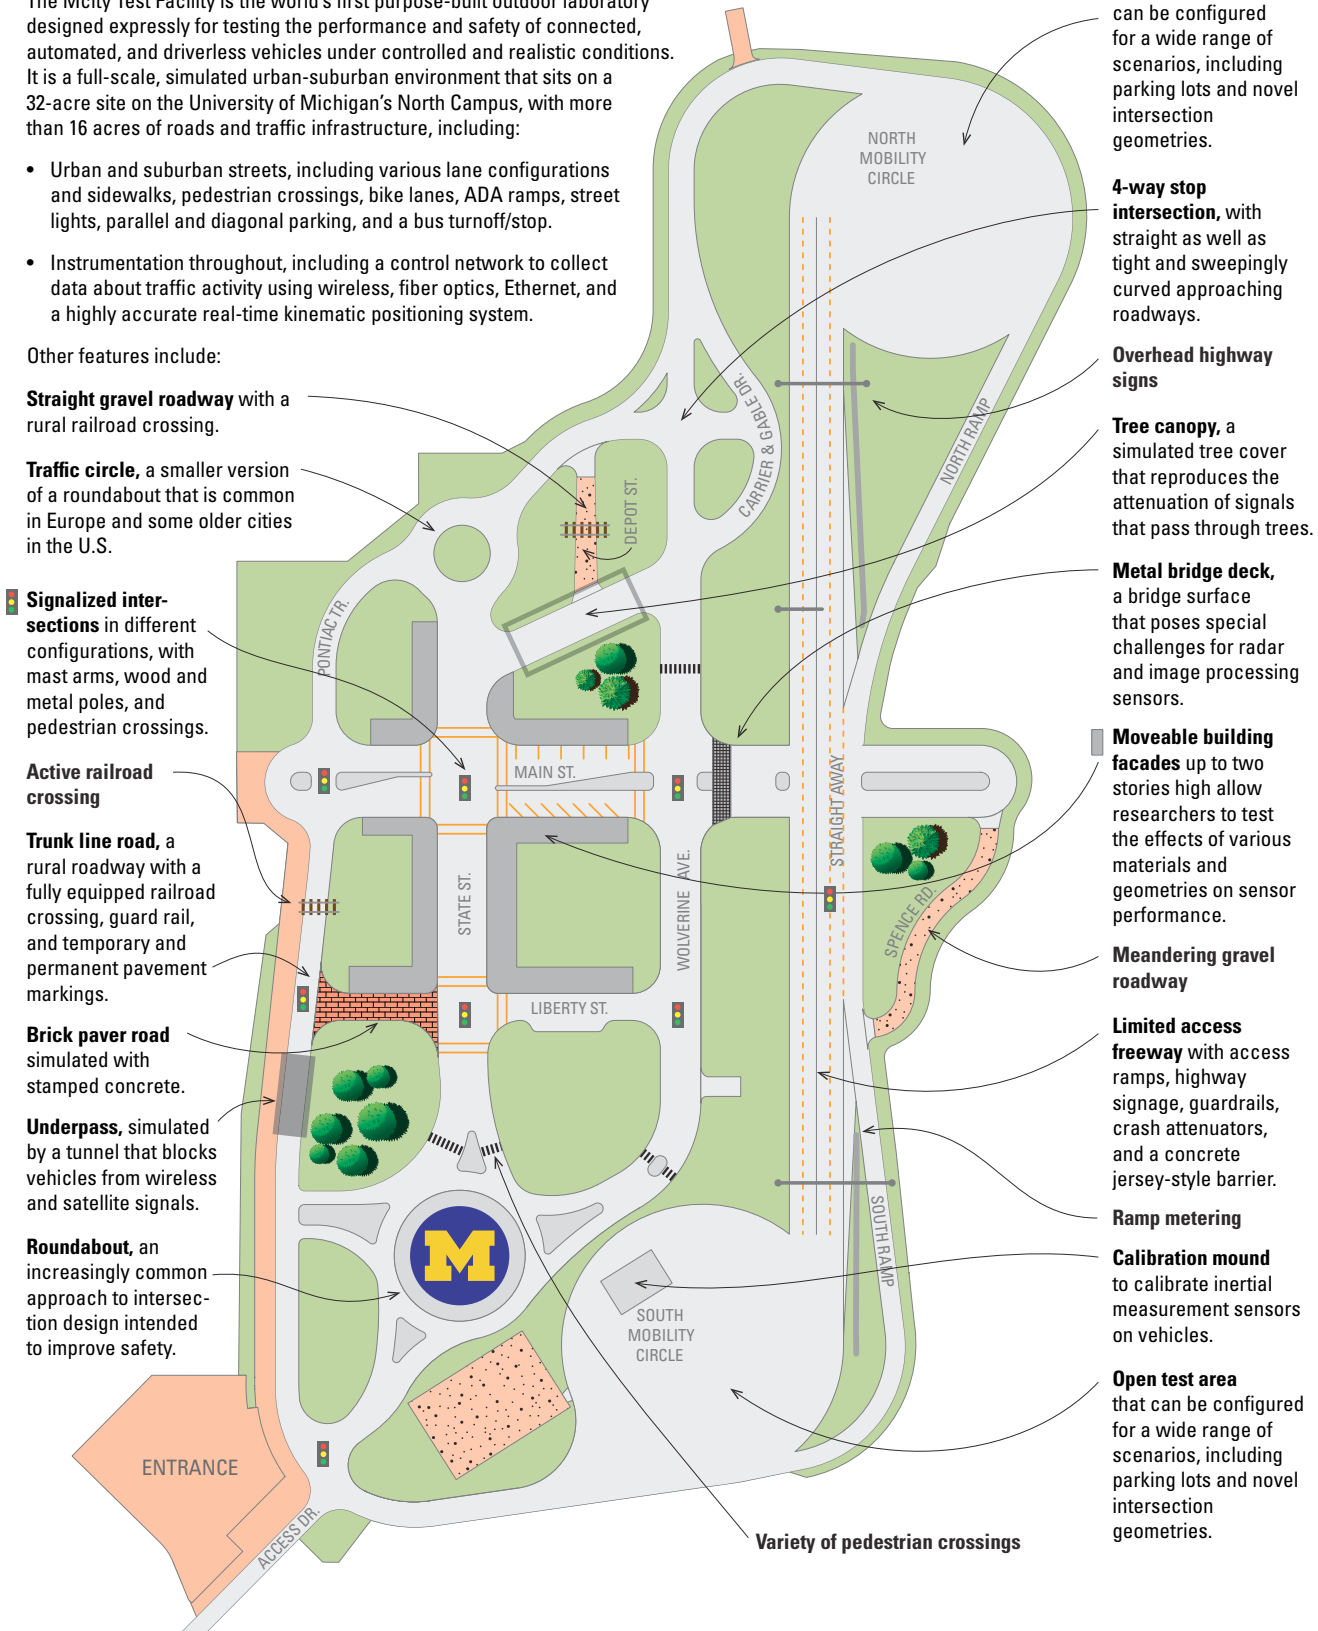 The Mcity Test Facility is the world's first purpose-built outdoor laboratory
designed expressly for testing the performance and safety of connected,
automated, and driverless vehicles under controlled and realistic conditions.
It is a full-scale, simulated urban-suburban environment that sits on a
32-acre site on the University of Michigan's North Campus, with more
than 16 acres of roads and traffic infrastructure, including:
• Urban and suburban streets, including various lane configurations
and sidewalks, pedestrian crossings, bike lanes, ADA ramps, street
lights, parallel and diagonal parking, and a bus turnoff/stop.
• Instrumentation throughout, including a control network to collect
data about traffic activity using wireless, fiber optics, Ethernet, and
a highly accurate real-time kinematic positioning system.
Other features include:
Straight gravel roadway with a
rural railroad crossing.
Traffic circle, a smaller version
of a roundabout that is common
in Europe and some older cities
in the U.S.
Signalized inter-
sections in different
configurations, with
mast arms, wood and
metal poles, and
pedestrian crossings.
Active railroad
crossing
Trunk line road, a
rural roadway with a
fully equipped railroad
crossing, guard rail,
and temporary and
permanent pavement
markings.
Brick paver road
simulated with
stamped concrete.
Underpass, simulated
by a tunnel that blocks
vehicles from wireless
and satellite signals.
Roundabout, an
increasingly common
approach to intersec-
tion design intended
to improve safety.
can be configured
for a wide range of
scenarios, including
parking lots and novel
intersection
geometries.
4-way stop
intersection, with
straight as well as
tight and sweepingly
curved approaching
roadways.
Overhead highway
signs
Tree canopy, a
simulated tree cover
that reproduces the
attenuation of signals
that pass through trees.
Metal bridge deck,
a bridge surface
that poses special
challenges for radar
and image processing
sensors.
Moveable building
facades up to two
stories high allow
researchers to test
the effects of various
materials and
geometries on sensor
performance.
Meandering gravel
roadway
Limited access
freeway with access
ramps, highway
signage, guardrails,
crash attenuators,
and a concrete
jersey-style barrier.
Ramp metering
Calibration mound
to calibrate inertial
measurement sensors
on vehicles.
Open test area
that can be configured
for a wide range of
scenarios, including
parking lots and novel
intersection
geometries.
Variety of pedestrian crossings
NORTH
MOBILITY
CIRCLE
CARRIER & GABLE DR.
NORTH RAMP
DEPOT ST.
PONTIAC TR.
MAIN ST.
STRAIGHT AWAY
STATE ST.
WOLVERINE AVE.
SPENCE RD.
LIBERTY ST.
SOUTH RAMP
M
SOUTH
MOBILITY
CIRCLE
ENTRANCE
ACCESS DR.